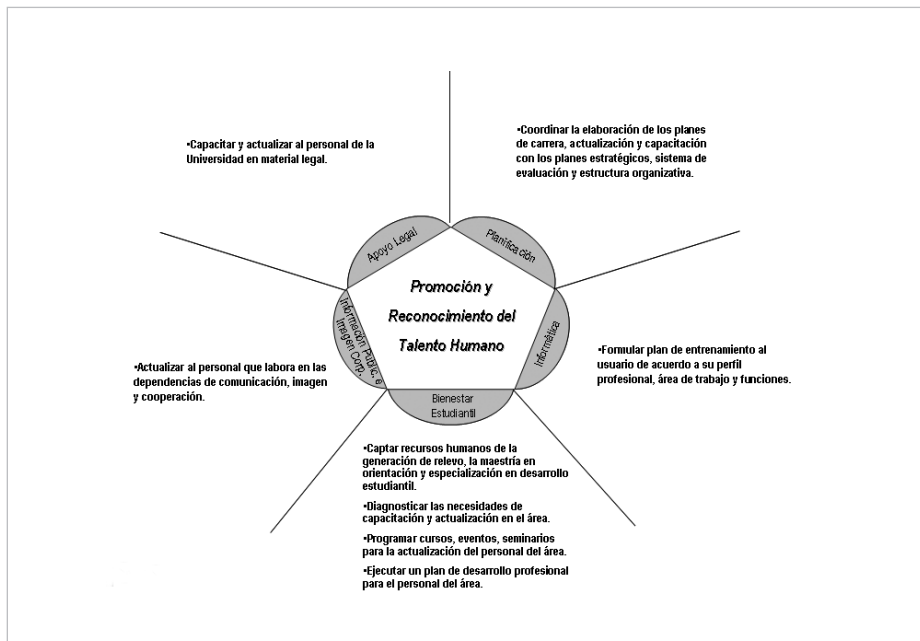 •Capacitar y actualizar al personal de la
Universidad en material legal.
•Coordinar la elaboración de los planes
de carrera, actualización y capacitación
con los planes estratégicos, sistema de
evaluación y estructura organizativa.
Apoyo Legal
Planificación
Promoción y
Reconocimiento del
Talento Humano
Información Públic. e
Imagen Corp.
Informática
•Actualizar al personal que labora en las
dependencias de comunicación, imagen
y cooperación.
•Formular plan de entrenamiento al
usuario de acuerdo a su perfil
profesional, área de trabajo y funciones.
Bienestar
Estudiantil
•Captar recursos humanos de la
generación de relevo, la maestría en
orientación y especialización en desarrollo
estudiantil.
•Diagnosticar las necesidades de
capacitación y actualización en el área.
•Programar cursos, eventos, seminarios
para la actualización del personal del área.
•Ejecutar un plan de desarrollo profesional
para el personal del área.